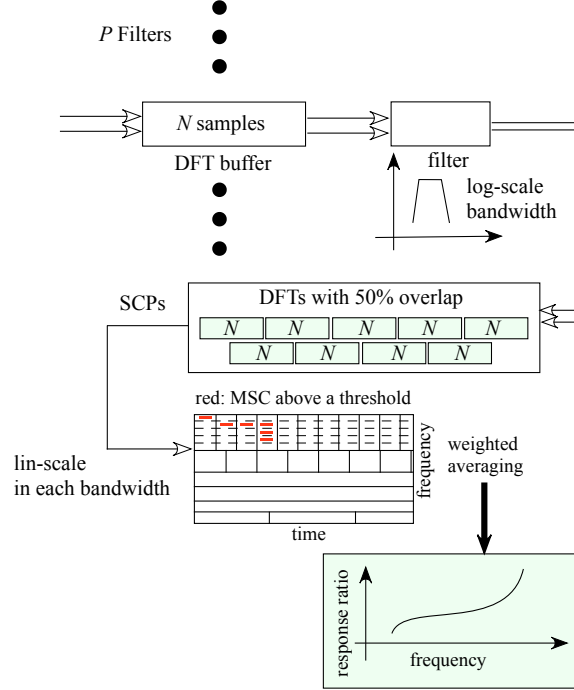 P Filters
N samples
DFT buffer
filter
log-scale
bandwidth
SCPs
DFTs with 50% overlap
N N N N N
N N N N
red: MSC above a threshold
lin-scale
in each bandwidth
frequency
time
weighted
averaging
response ratio
frequency